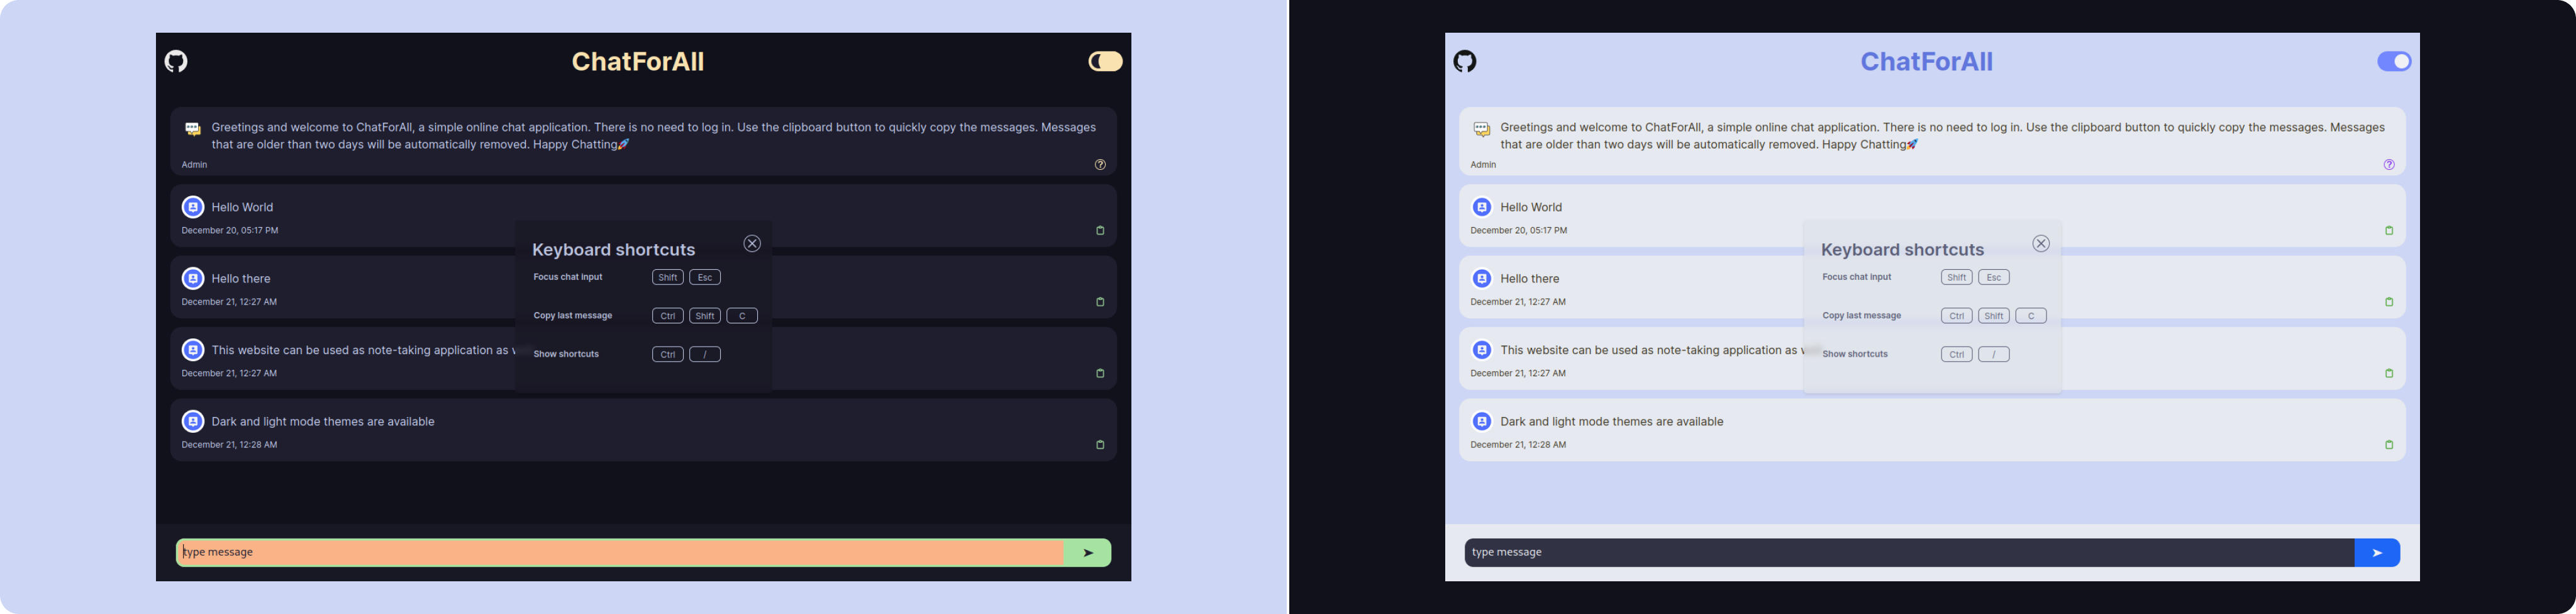 ChatForAll
Greetings and welcome to ChatForAll, a simple online chat application. There is no need to log in. Use the clipboard button to quickly copy the messages. Messages
that are older than two days will be automatically removed. Happy Chatting🚀
Admin
?
Hello World
December 20, 05:17 PM
Hello there
December 21, 12:27 AM
This website can be used as note-taking application as
December 21, 12:27 AM
Dark and light mode themes are available
December 21, 12:28 AM
Keyboard shortcuts
Focus chat input Shift Esc
Copy last message Ctrl Shift C
Show shortcuts Ctrl /
type message
ChatForAll
Greetings and welcome to ChatForAll, a simple online chat application. There is no need to log in. Use the clipboard button to quickly copy the messages. Messages
that are older than two days will be automatically removed. Happy Chatting🚀
Admin
?
Hello World
December 20, 05:17 PM
Hello there
December 21, 12:27 AM
This website can be used as note-taking application as
December 21, 12:27 AM
Dark and light mode themes are available
December 21, 12:28 AM
Keyboard shortcuts
Focus chat input Shift Esc
Copy last message Ctrl Shift C
Show shortcuts Ctrl /
type message